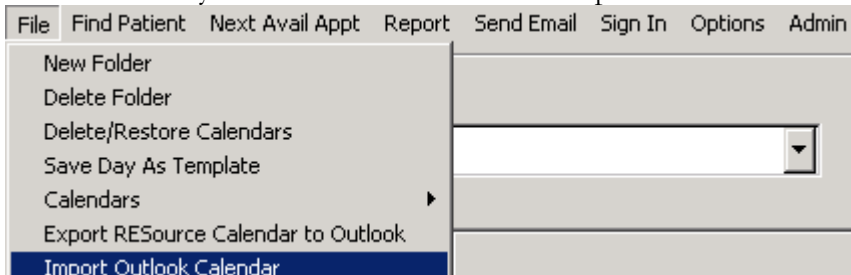 File Find Patient Next Avail Appt Report Send Email Sign In Options Admin
New Folder
Delete Folder
Delete/Restore Calendars
Save Day As Template
Calendars
Export RESource Calendar to Outlook
Import Outlook Calendar